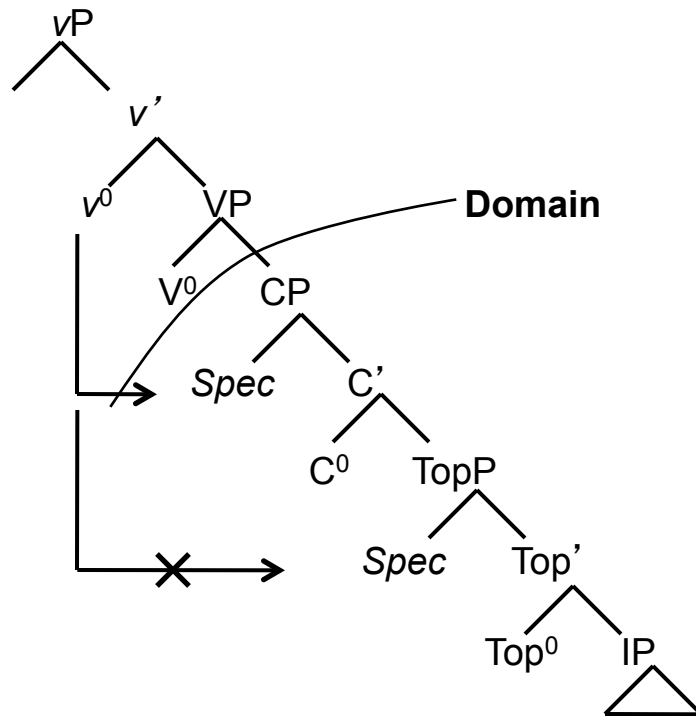 vP
v’
v⁰ VP Domain
V⁰ CP
Spec C’
C⁰ TopP
Spec Top’
Top⁰ IP